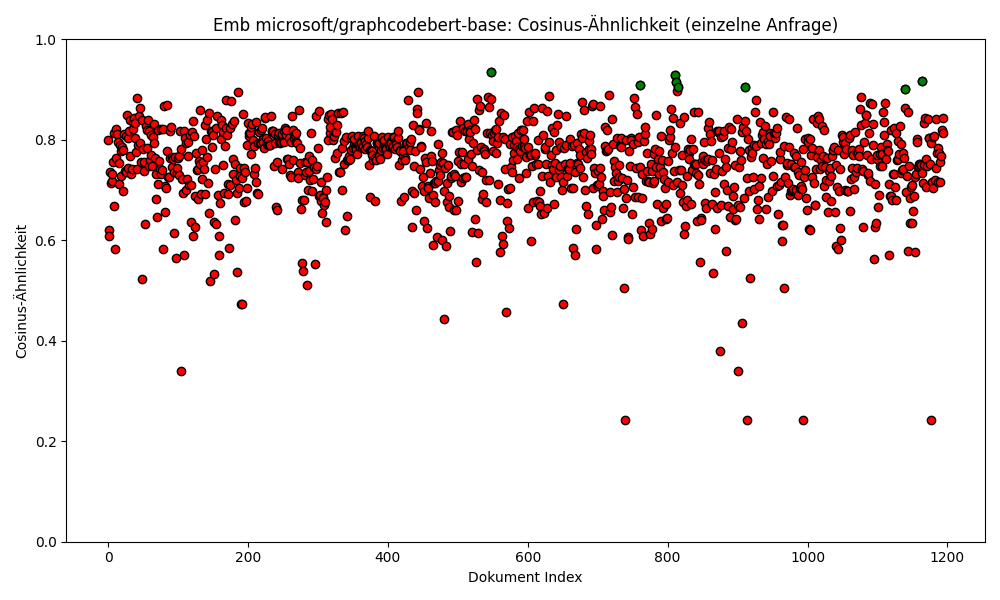 Emb microsoft/graphcodebert-base: Cosinus-Ähnlichkeit (einzelne Anfrage)
1.0
0.8
0.6
0.4
0.2
0.0
Cosinus-Ähnlichkeit
0 200 400 600 800 1000 1200
Dokument Index